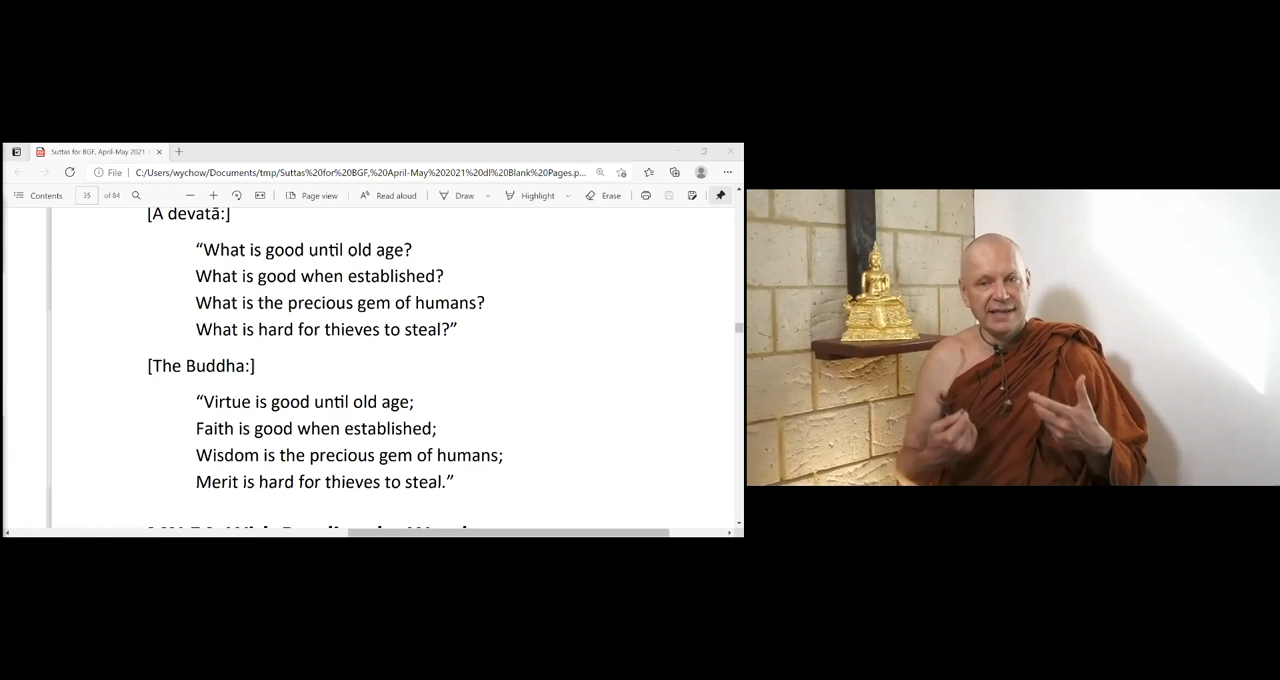 Suttas for BGF, April-May 2021
File
C:/Users/wychow/Documents/tmp/Suttas%20for%20BGF,%20April-May%202021%20dl%20Blank%20Pages.p...
Contents
35
of 84
Page view
Read aloud
Draw
Highlight
Erase
[A devatā:]
“What is good until old age?
What is good when established?
What is the precious gem of humans?
What is hard for thieves to steal?”
[The Buddha:]
“Virtue is good until old age;
Faith is good when established;
Wisdom is the precious gem of humans;
Merit is hard for thieves to steal.”